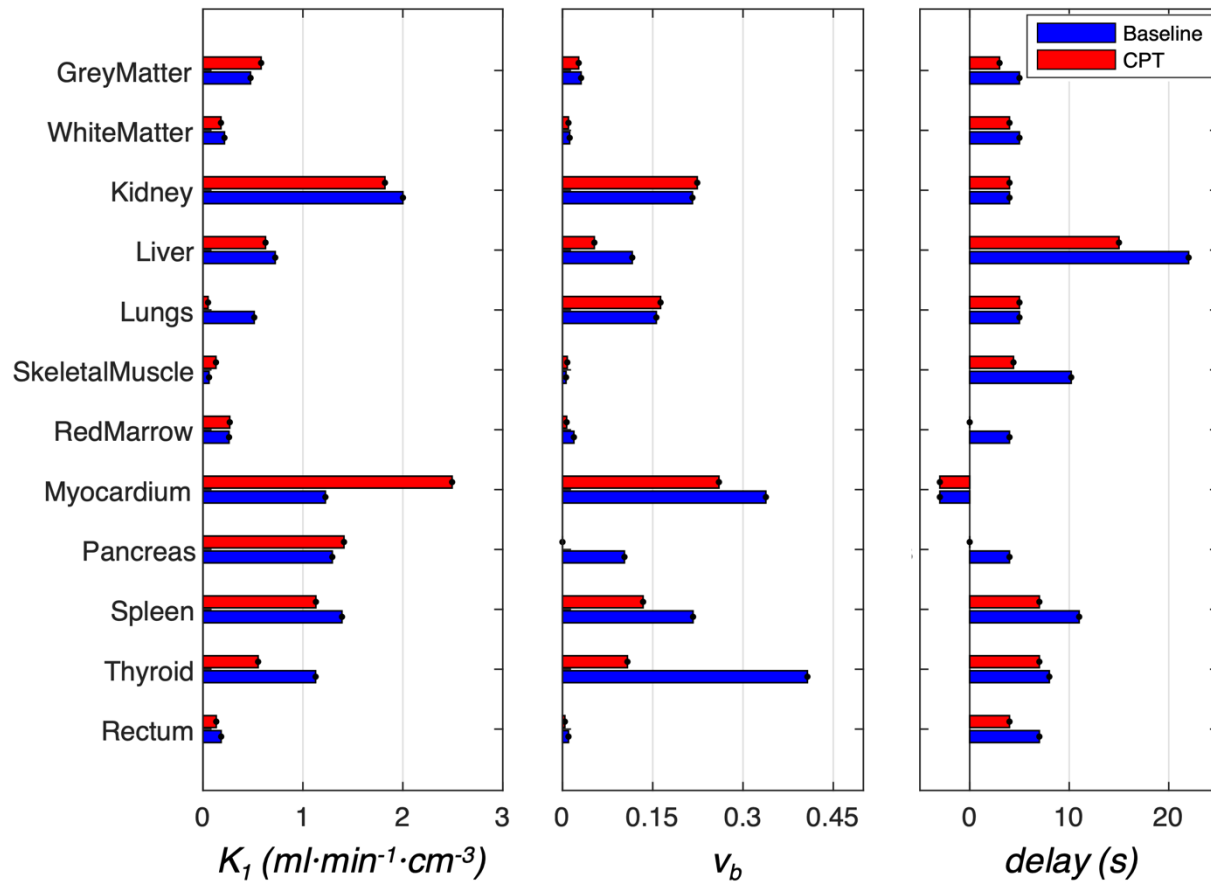 Baseline
CPT
GreyMatter
WhiteMatter
Kidney
Liver
Lungs
SkeletalMuscle
RedMarrow
Myocardium
Pancreas
Spleen
Thyroid
Rectum
0 1 2 3
0 0.15 0.3 0.45
0 10 20
K₁ (ml·min⁻¹·cm⁻³)
v_b
delay (s)